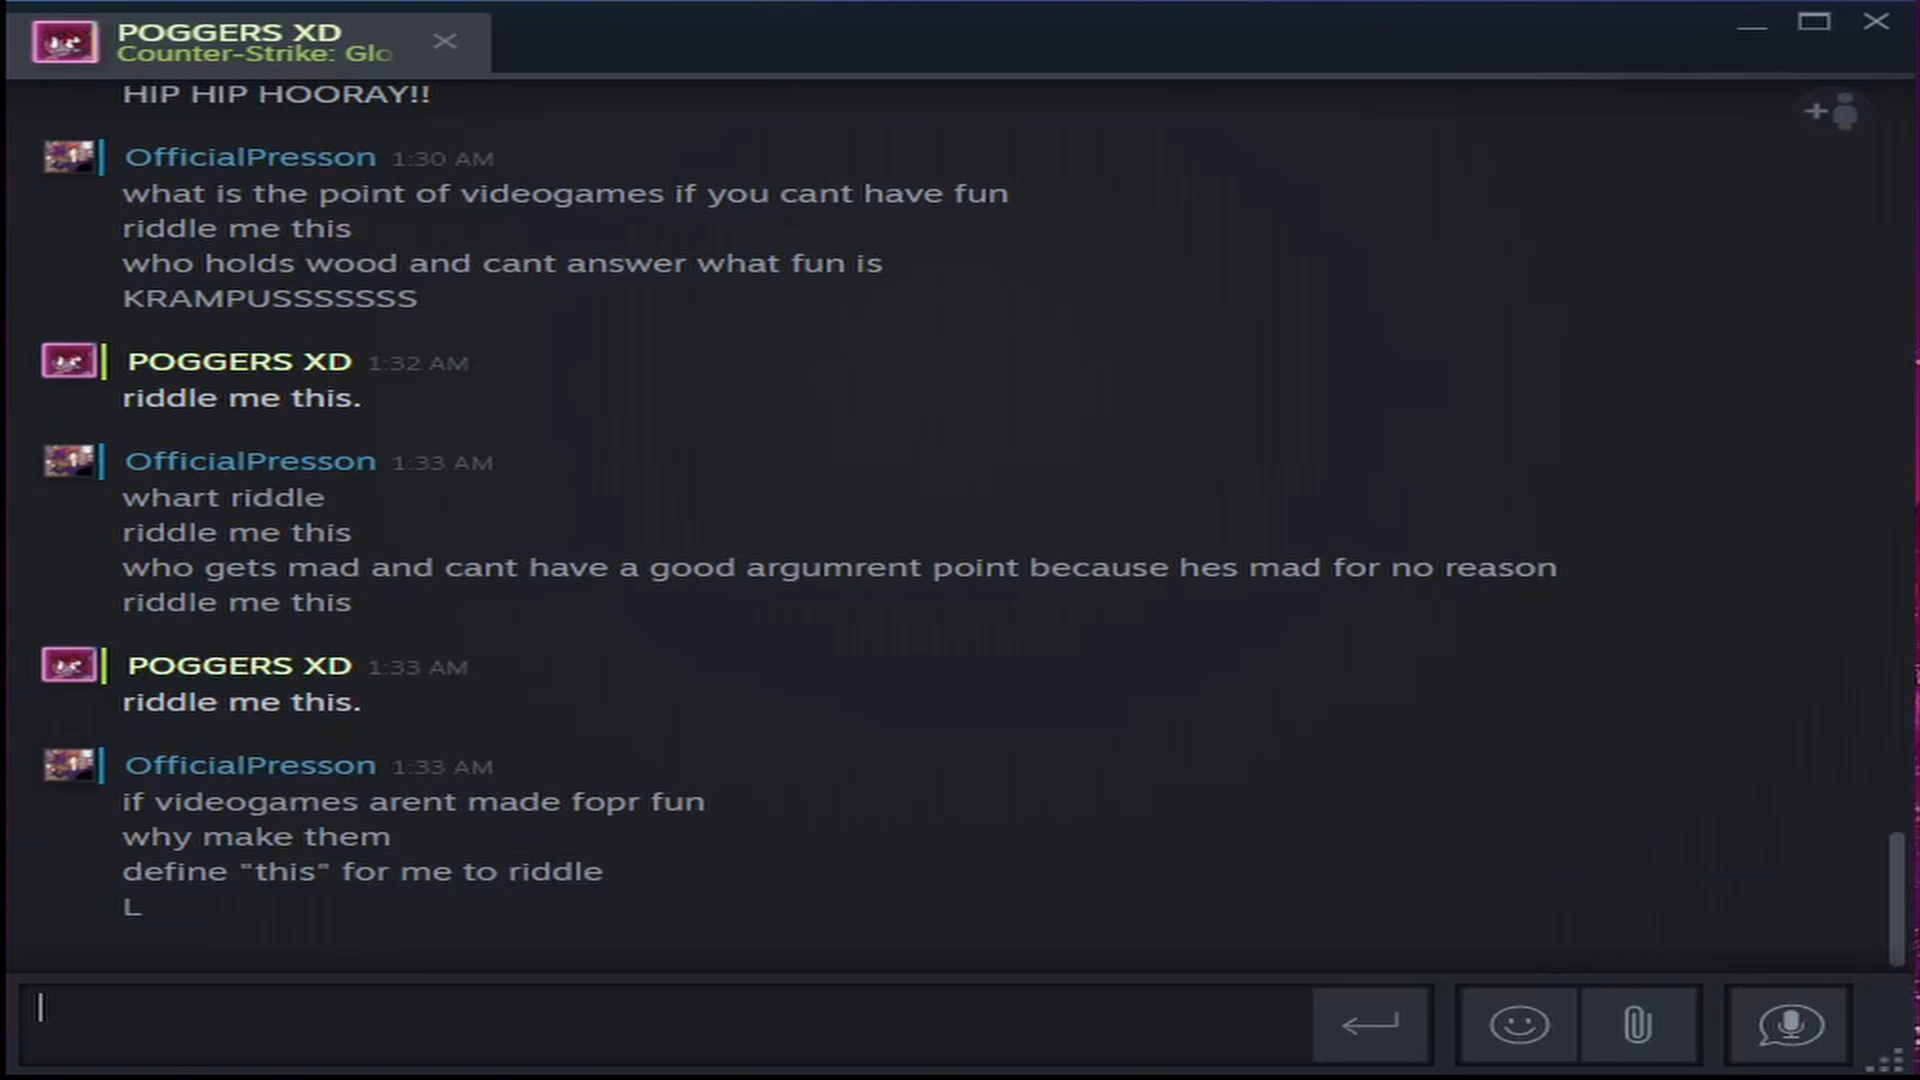 POGGERS XD
Counter-Strike: Glo
HIP HIP HOORAY!!
OfficialPresson 1:30 AM
what is the point of videogames if you cant have fun
riddle me this
who holds wood and cant answer what fun is
KRAMPUSSSSSSS
POGGERS XD 1:32 AM
riddle me this.
OfficialPresson 1:33 AM
whart riddle
riddle me this
who gets mad and cant have a good argumrent point because hes mad for no reason
riddle me this
POGGERS XD 1:33 AM
riddle me this.
OfficialPresson 1:33 AM
if videogames arent made fopr fun
why make them
define "this" for me to riddle
L